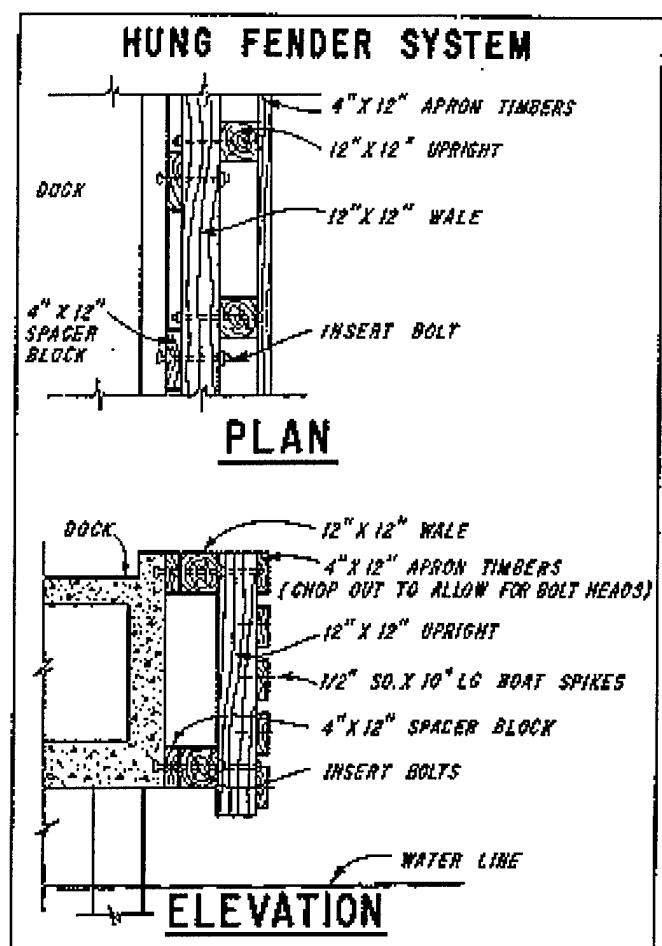 HUNG FENDER SYSTEM
4" X 12" APRON TIMBERS
12" X 12" UPRIGHT
DOCK
12" X 12" WALE
4" X 12"
SPACER
BLOCK
INSERT BOLT
PLAN
DOCK
12" X 12" WALE
4" X 12" APRON TIMBERS
(CHOP OUT TO ALLOW FOR BOLT HEADS)
12" X 12" UPRIGHT
1/2" SQ. X 10" LG BOAT SPIKES
4" X 12" SPACER BLOCK
INSERT BOLTS
WATER LINE
ELEVATION